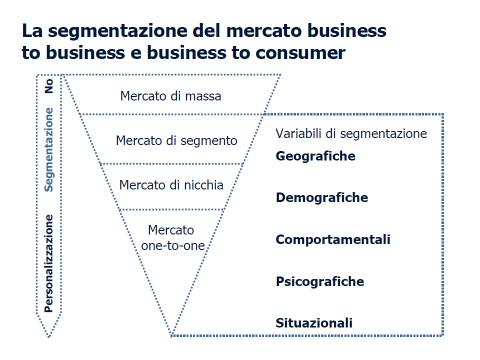 La segmentazione del mercato business
to business e business to consumer
No
Segmentazione
Personalizzazione
Mercato di massa
Mercato di segmento
Mercato di nicchia
Mercato
one-to-one
Variabili di segmentazione
Geografiche
Demografiche
Comportamentali
Psicografiche
Situazionali